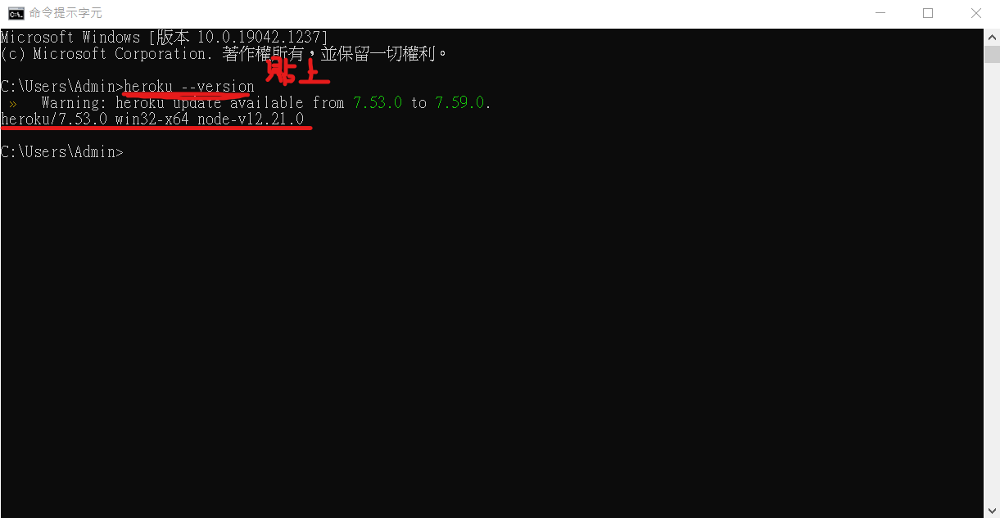 命令提示字元
Microsoft Windows [版本 10.0.19042.1237]
(c) Microsoft Corporation. 著作權所有，並保留一切權利。
貼上
C:\Users\Admin>heroku --version
»   Warning: heroku update available from 7.53.0 to 7.59.0.
heroku/7.53.0 win32-x64 node-v12.21.0
C:\Users\Admin>